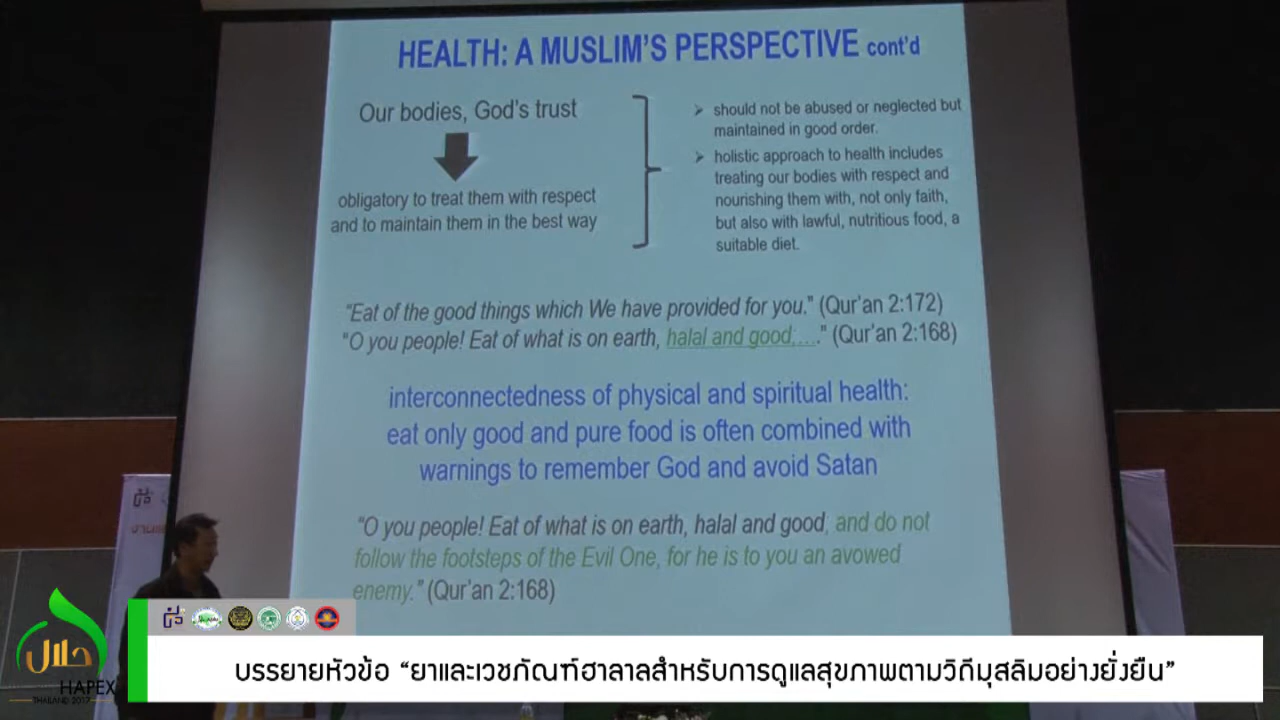 HEALTH: A MUSLIM'S PERSPECTIVE cont'd
Our bodies, God's trust
obligatory to treat them with respect
and to maintain them in the best way
➢ should not be abused or neglected but
maintained in good order.
➢ holistic approach to health includes
treating our bodies with respect and
nourishing them with, not only faith,
but also with lawful, nutritious food, a
suitable diet.
"Eat of the good things which We have provided for you." (Qur'an 2:172)
"O you people! Eat of what is on earth, halal and good;…." (Qur'an 2:168)
interconnectedness of physical and spiritual health:
eat only good and pure food is often combined with
warnings to remember God and avoid Satan
"O you people! Eat of what is on earth, halal and good, and do not
follow the footsteps of the Evil One, for he is to you an avowed
enemy." (Qur'an 2:168)
حلال
HAPEX
THAILAND 2017
บรรยายหัวข้อ “ยาและเวชภัณฑ์ฮาลาลสำหรับการดูแลสุขภาพตามวิถีมุสลิมอย่างยั่งยืน”